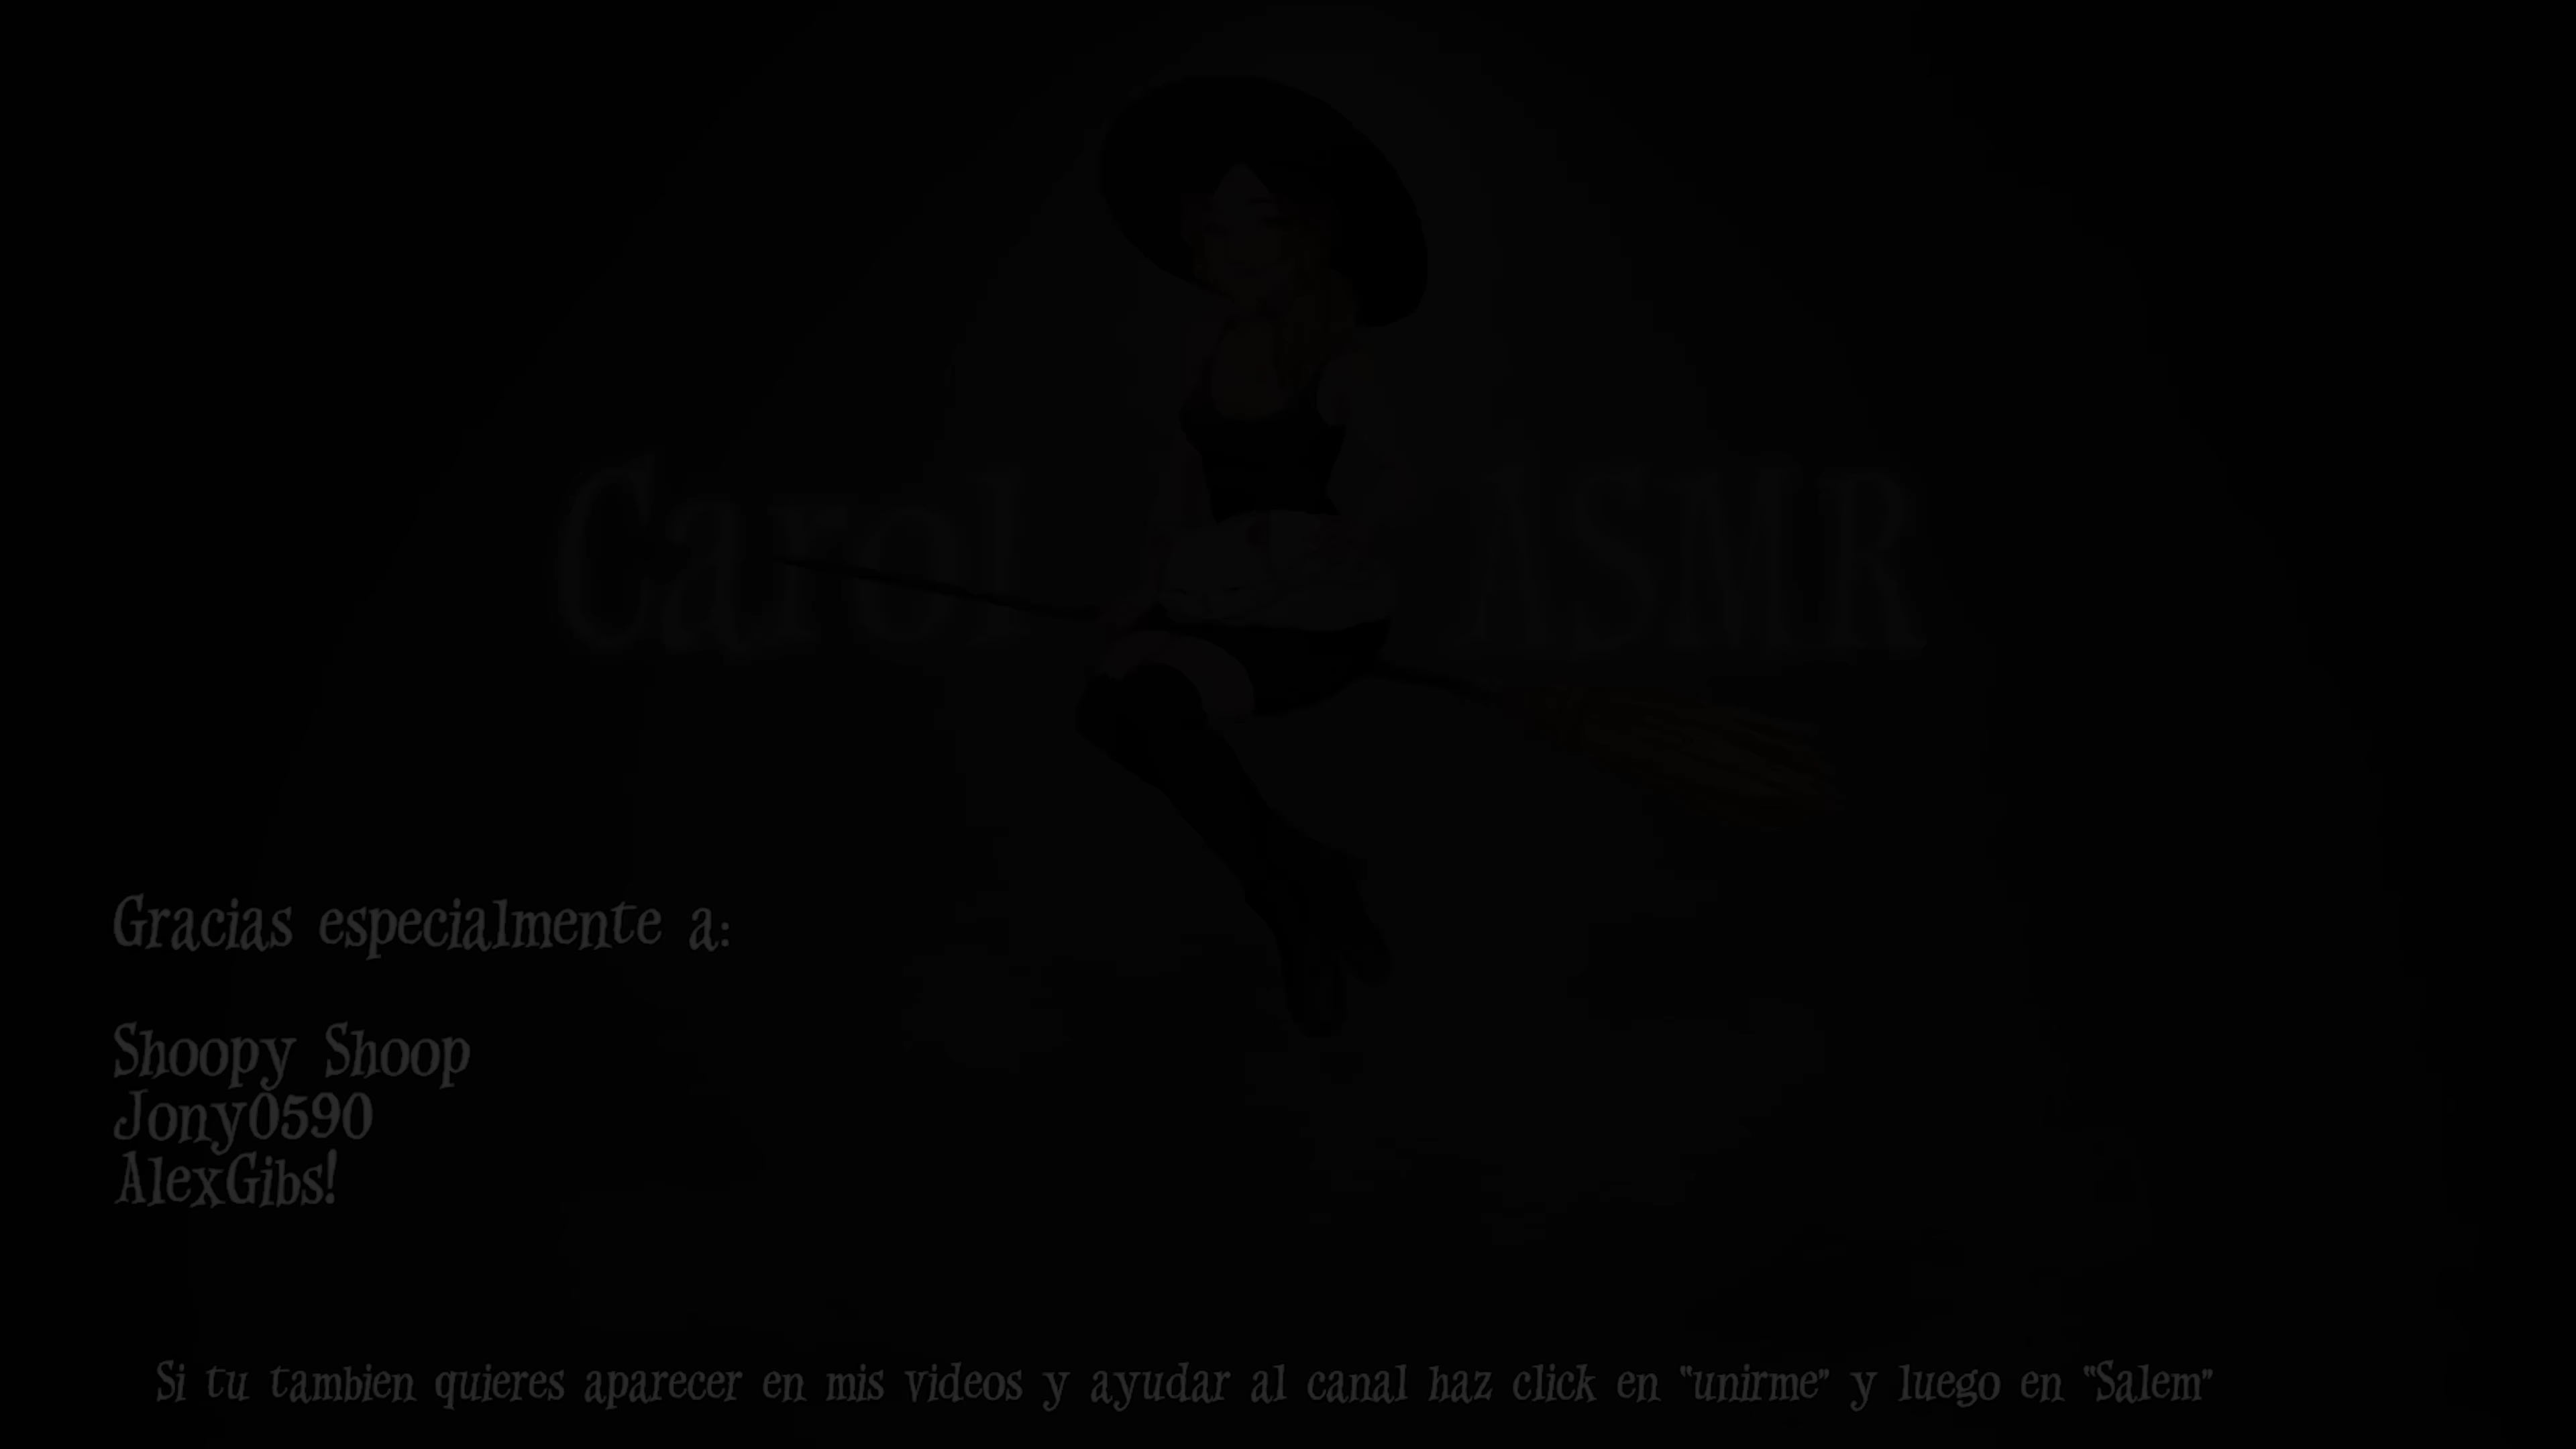 Carol ASMR
Gracias especialmente a:
Shoopy Shoop
Jony0590
AlexGibs!
Si tu tambien quieres aparecer en mis videos y ayudar al canal haz click en "unirme" y luego en "Salem"